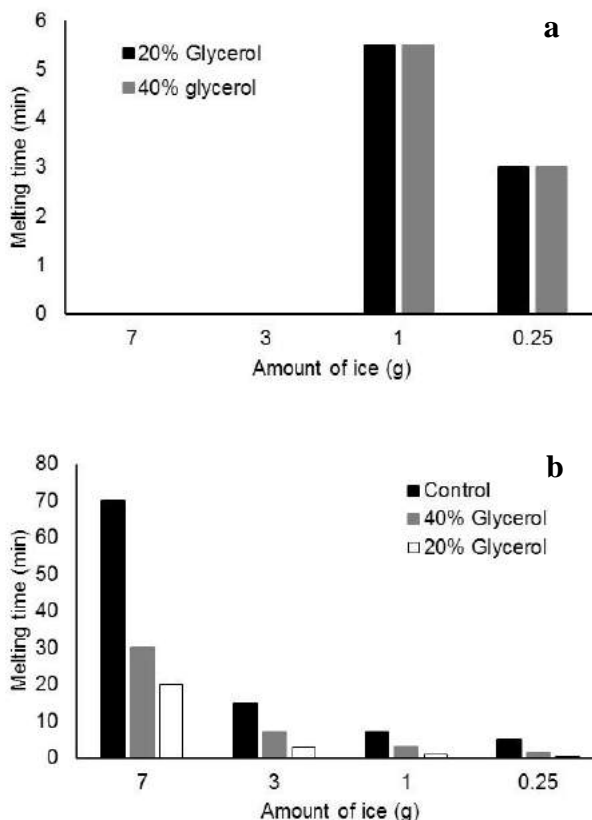 a
6
5
4
3
2
1
0
Melting time (min)
20% Glycerol
40% glycerol
7 3 1 0.25
Amount of ice (g)
b
80
70
60
50
40
30
20
10
0
Melting time (min)
Control
40% Glycerol
20% Glycerol
7 3 1 0.25
Amount of ice (g)